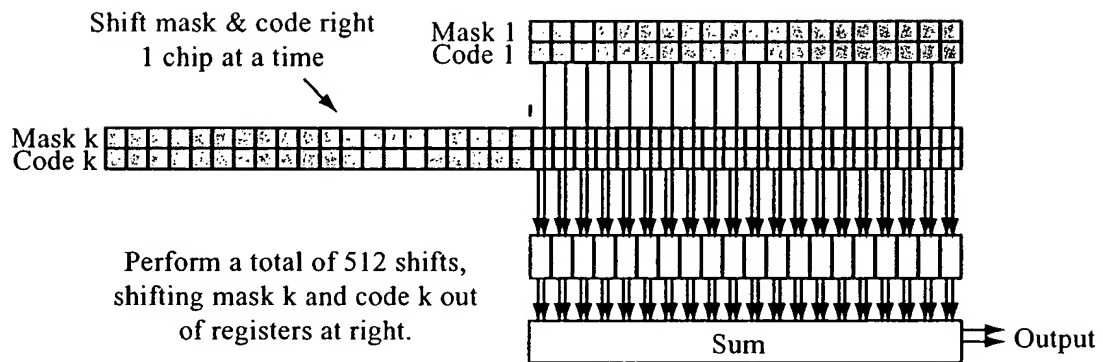 Shift mask & code right
1 chip at a time
Mask 1
Code 1
Mask k
Code k
Perform a total of 512 shifts,
shifting mask k and code k out
of registers at right.
Sum
Output